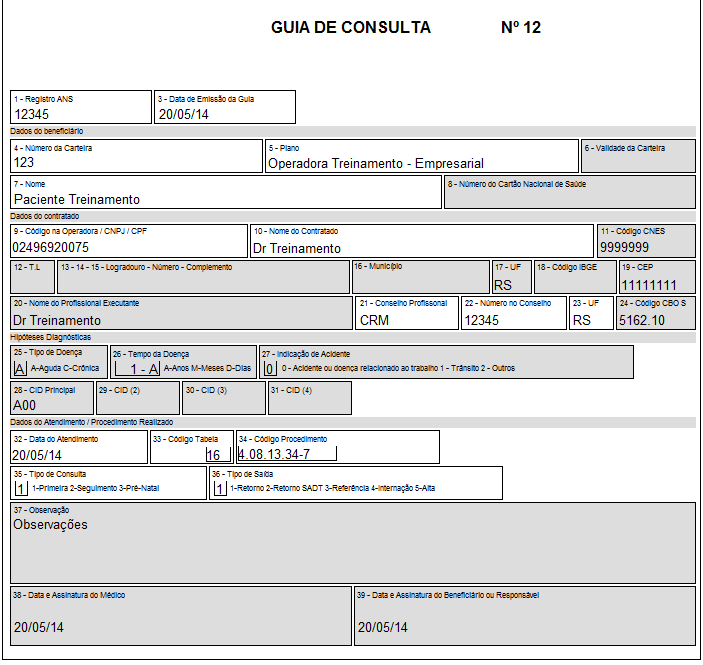 GUIA DE CONSULTA Nº 12
1 - Registro ANS 3 - Data de Emissão da Guia
12345 20/05/14
Dados do beneficiário
4 - Número da Carteira 5 - Plano 6 - Validade da Carteira
123 Operadora Treinamento - Empresarial
7 - Nome 8 - Número do Cartão Nacional de Saúde
Paciente Treinamento
Dados do contratado
9 - Código na Operadora / CNPJ / CPF 10 - Nome do Contratado 11 - Código CNES
02496920075 Dr Treinamento 9999999
12 - T.L 13 - 14 - 15 - Logradouro - Número - Complemento 16 - Município 17 - UF 18 - Código IBGE 19 - CEP
RS 11111111
20 - Nome do Profissional Executante 21 - Conselho Profissional 22 - Número no Conselho 23 - UF 24 - Código CBO S
Dr Treinamento CRM 12345 RS 5162.10
Hipóteses Diagnósticas
25 - Tipo de Doença 26 - Tempo da Doença 27 - Indicação de Acidente
A A-Aguda C-Crônica 1 - A A-Anos M-Meses D-Dias 0 0 - Acidente ou doença relacionado ao trabalho 1 - Trânsito 2 - Outros
28 - CID Principal 29 - CID (2) 30 - CID (3) 31 - CID (4)
A00
Dados do Atendimento / Procedimento Realizado
32 - Data do Atendimento 33 - Código Tabela 34 - Código Procedimento
20/05/14 16 4.08.13.34-7
35 - Tipo de Consulta 36 - Tipo de Saída
1 1-Primeira 2-Seguimento 3-Pré-Natal 1 1-Retorno 2-Retorno SADT 3-Referência 4-Internação 5-Alta
37 - Observação
Observações
38 - Data e Assinatura do Médico 39 - Data e Assinatura do Beneficiário ou Responsável
20/05/14 20/05/14